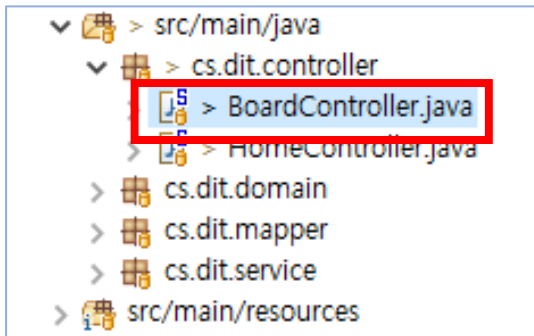 > src/main/java
> cs.dit.controller
> BoardController.java
> HomeController.java
cs.dit.domain
cs.dit.mapper
cs.dit.service
src/main/resources